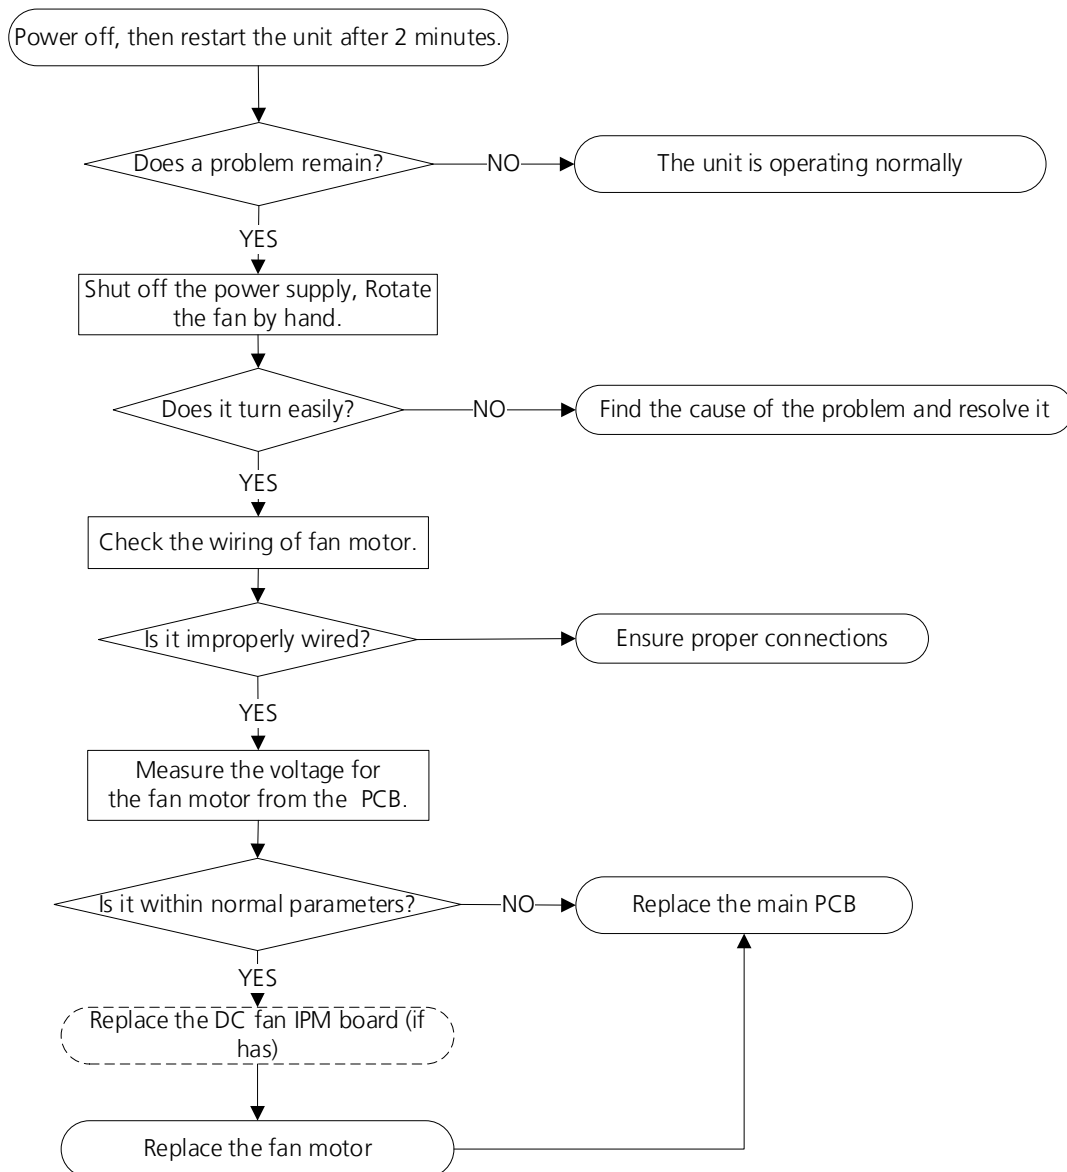 Power off, then restart the unit after 2 minutes.
Does a problem remain?
NO
The unit is operating normally
YES
Shut off the power supply, Rotate
the fan by hand.
Does it turn easily?
NO
Find the cause of the problem and resolve it
YES
Check the wiring of fan motor.
Is it improperly wired?
Ensure proper connections
YES
Measure the voltage for
the fan motor from the PCB.
Is it within normal parameters?
NO
Replace the main PCB
YES
Replace the DC fan IPM board (if
has)
Replace the fan motor